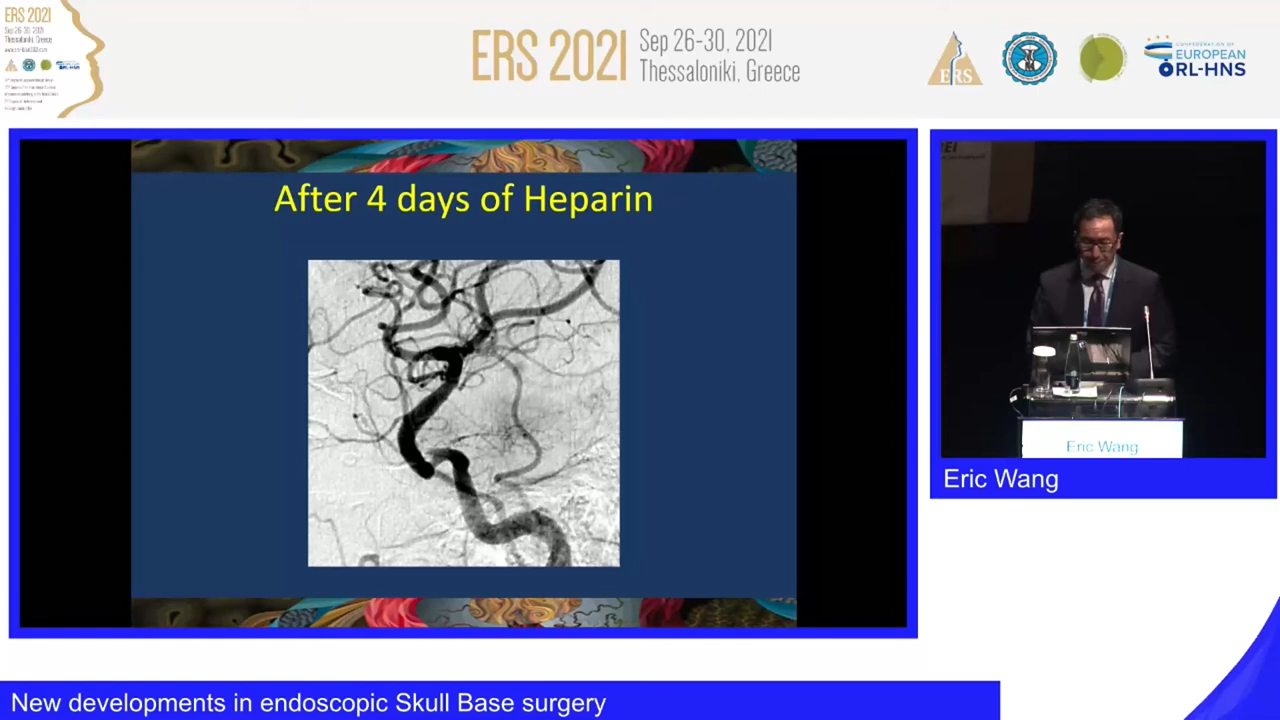 ERS 2021
Sep 26-30, 2021
Thessaloniki, Greece
ERS 2021
Sep 26-30, 2021
Thessaloniki, Greece
ERS
CONFEDERATION OF
EUROPEAN
ORL-HNS
After 4 days of Heparin
Eric Wang
Eric Wang
New developments in endoscopic Skull Base surgery